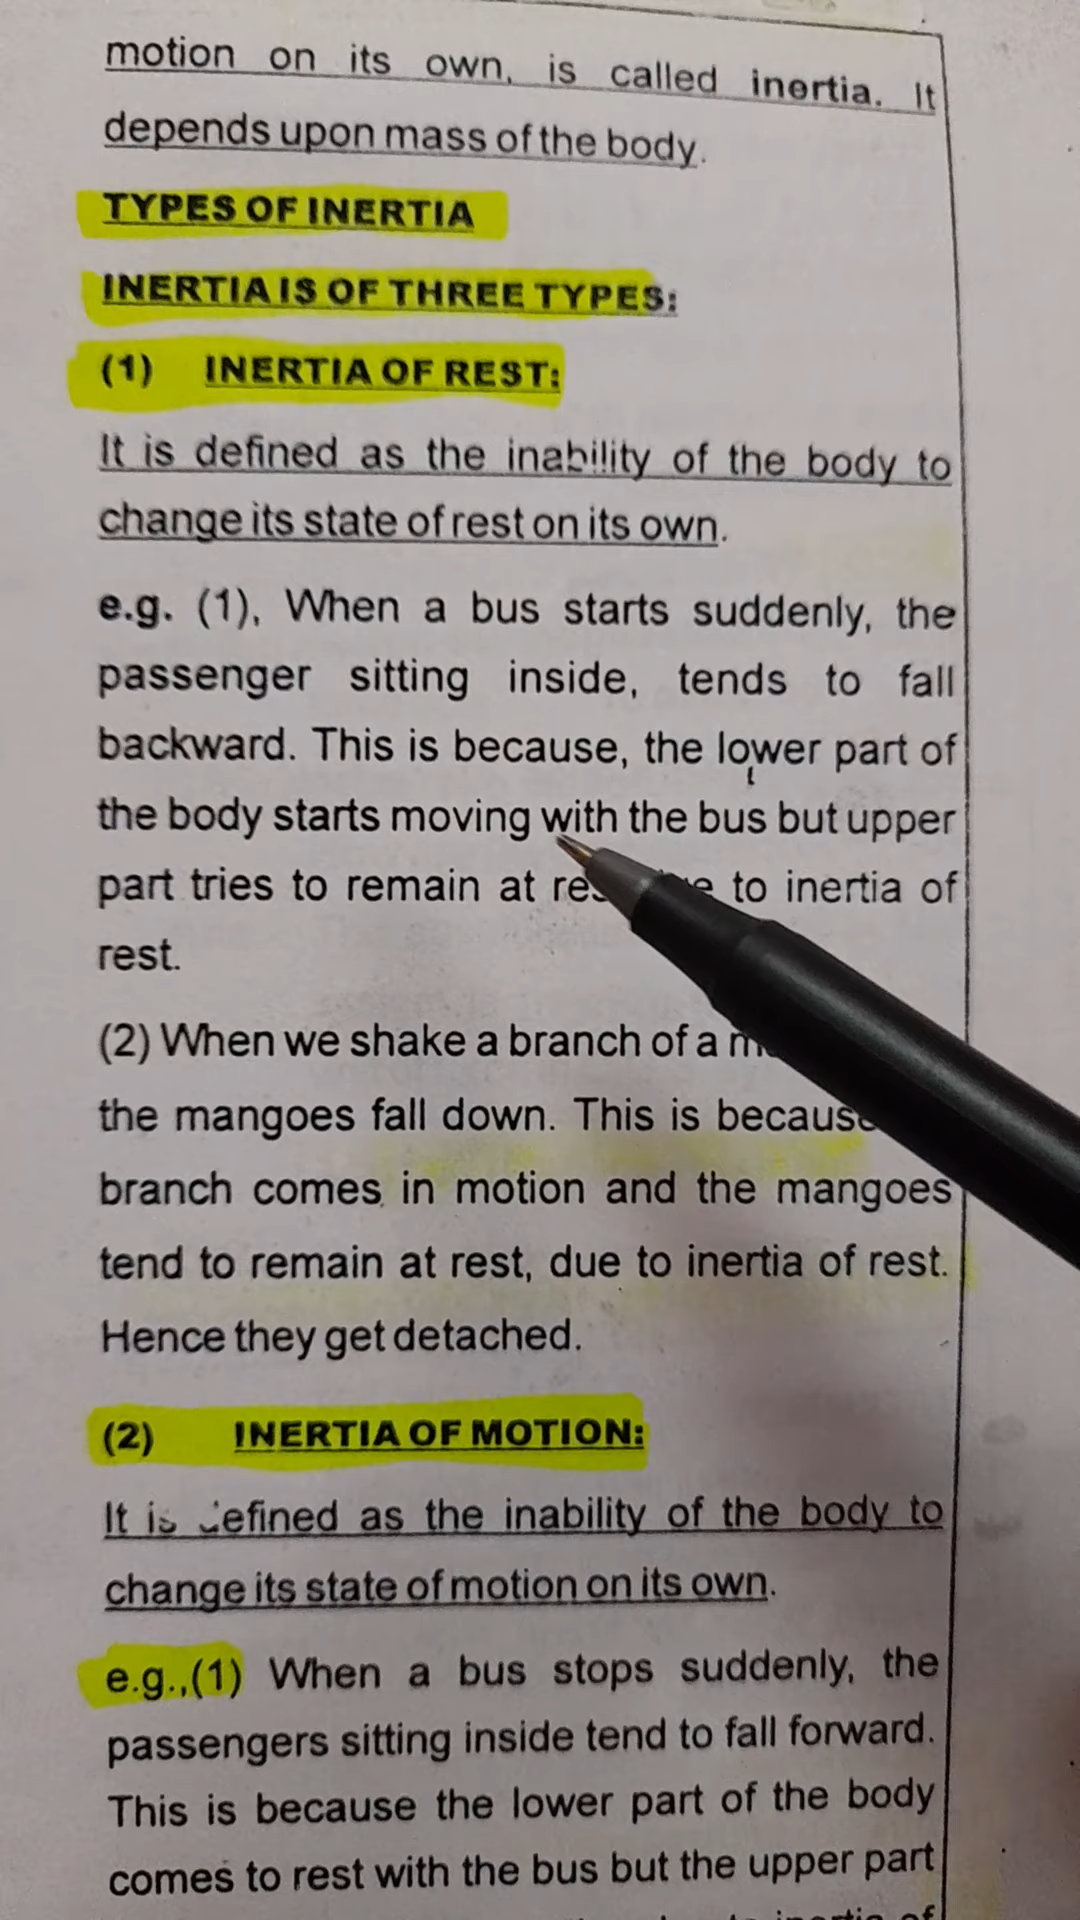 motion on its own, is called inertia. It
depends upon mass of the body.
TYPES OF INERTIA
INERTIA IS OF THREE TYPES:
(1) INERTIA OF REST:
It is defined as the inability of the body to
change its state of rest on its own.
e.g. (1), When a bus starts suddenly, the
passenger sitting inside, tends to fall
backward. This is because, the lower part of
the body starts moving with the bus but upper
part tries to remain at to inertia of
rest.
(2) When we shake a branch of a
the mangoes fall down. This is because
branch comes in motion and the mangoes
tend to remain at rest, due to inertia of rest.
Hence they get detached.
(2) INERTIA OF MOTION:
It is defined as the inability of the body to
change its state of motion on its own.
e.g.,(1) When a bus stops suddenly, the
passengers sitting inside tend to fall forward.
This is because the lower part of the body
comes to rest with the bus but the upper part
inertia of